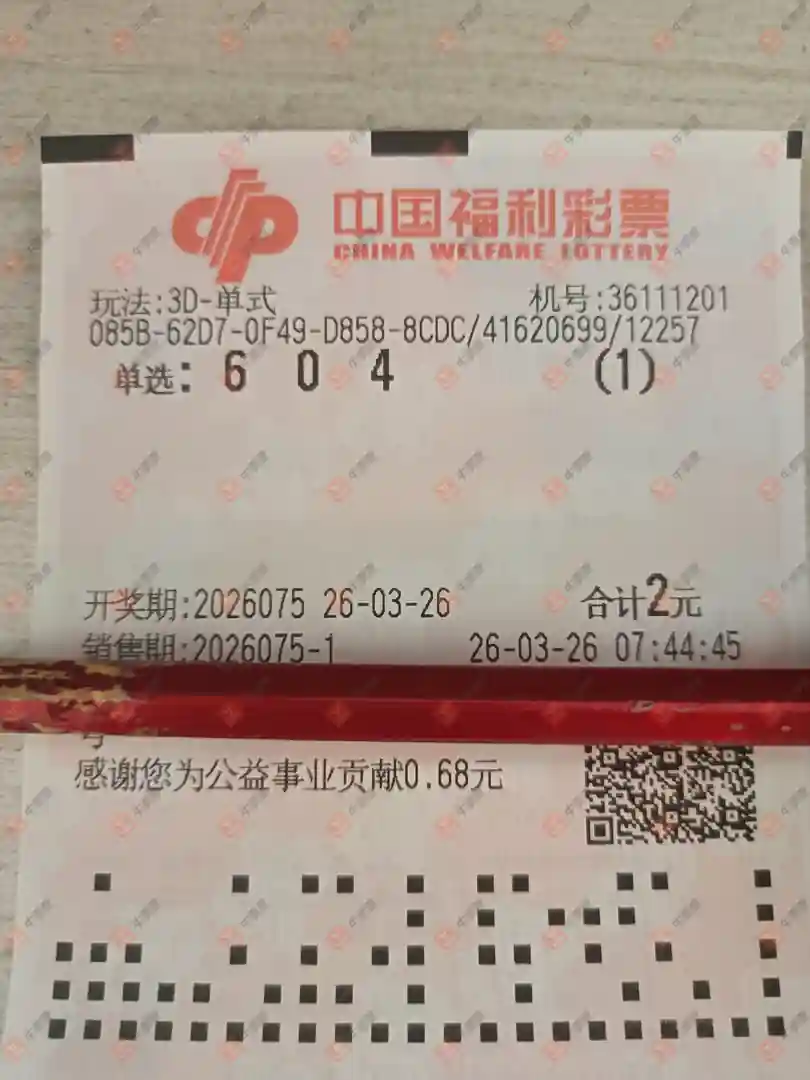 中国福利彩票
CHINA WELFARE LOTTERY
玩法:3D-单式 机号:36111201
085B-62D7-0F49-D858-8CDC/41620699/12257
单选: 6 0 4 (1)
开奖期:2026075 26-03-26 合计2元
销售期:2026075-1 26-03-26 07:44:45
号
感谢您为公益事业贡献0.68元